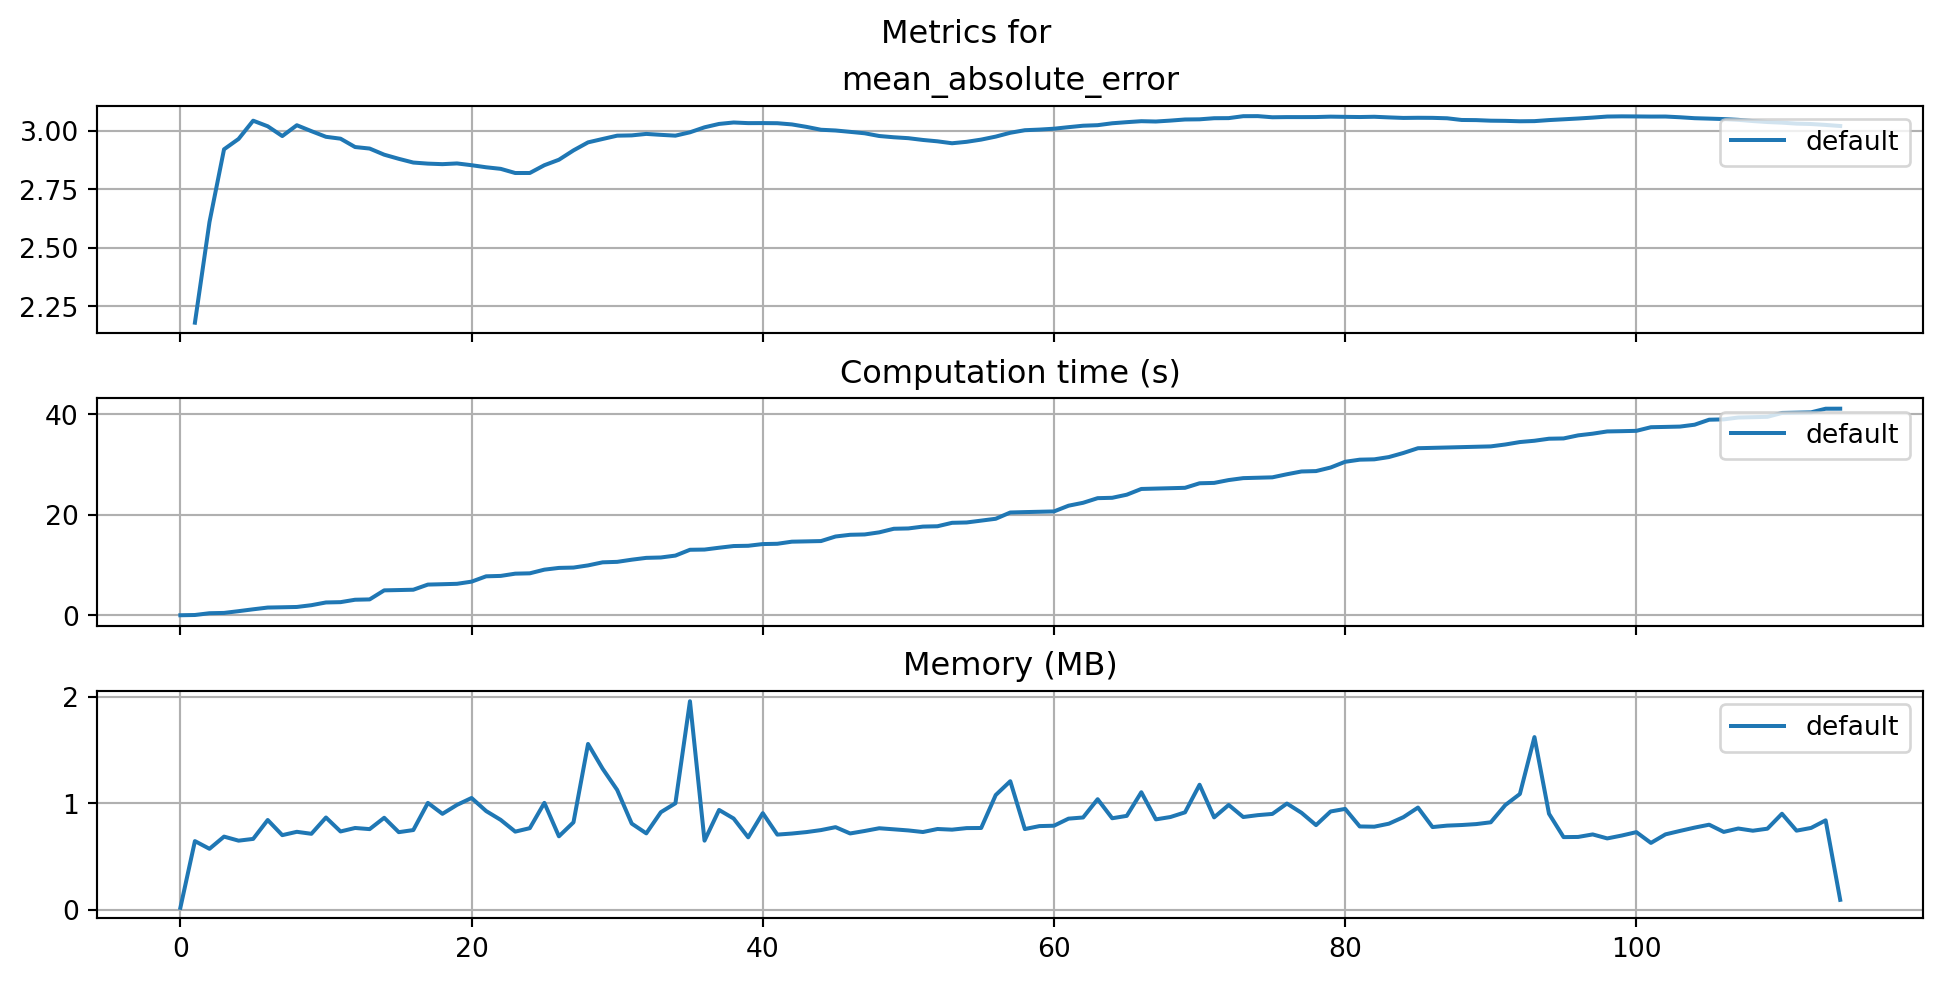 Metrics for
mean_absolute_error
3.00
2.75
2.50
2.25
default
Computation time (s)
40
20
0
default
Memory (MB)
2
1
0
default
0 20 40 60 80 100